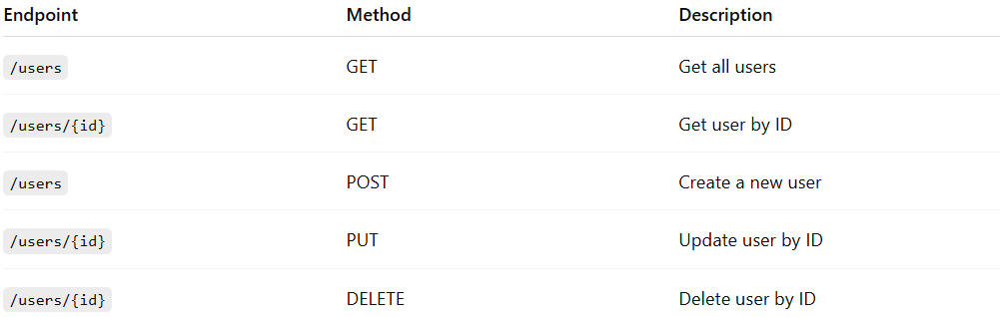 Endpoint Method Description
/users GET Get all users
/users/{id} GET Get user by ID
/users POST Create a new user
/users/{id} PUT Update user by ID
/users/{id} DELETE Delete user by ID